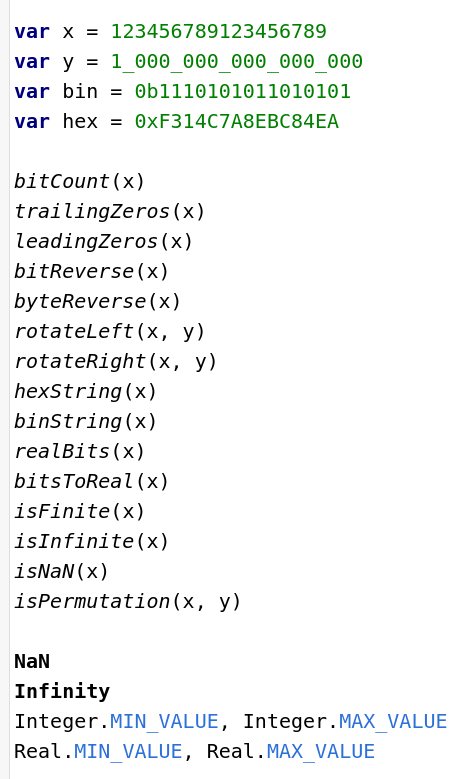 var x = 123456789123456789
var y = 1_000_000_000_000_000
var bin = 0b1110101011010101
var hex = 0xF314C7A8EBC84EA
bitCount(x)
trailingZeros(x)
leadingZeros(x)
bitReverse(x)
byteReverse(x)
rotateLeft(x, y)
rotateRight(x, y)
hexString(x)
binString(x)
realBits(x)
bitsToReal(x)
isFinite(x)
isInfinite(x)
isNaN(x)
isPermutation(x, y)
NaN
Infinity
Integer.MIN_VALUE, Integer.MAX_VALUE
Real.MIN_VALUE, Real.MAX_VALUE